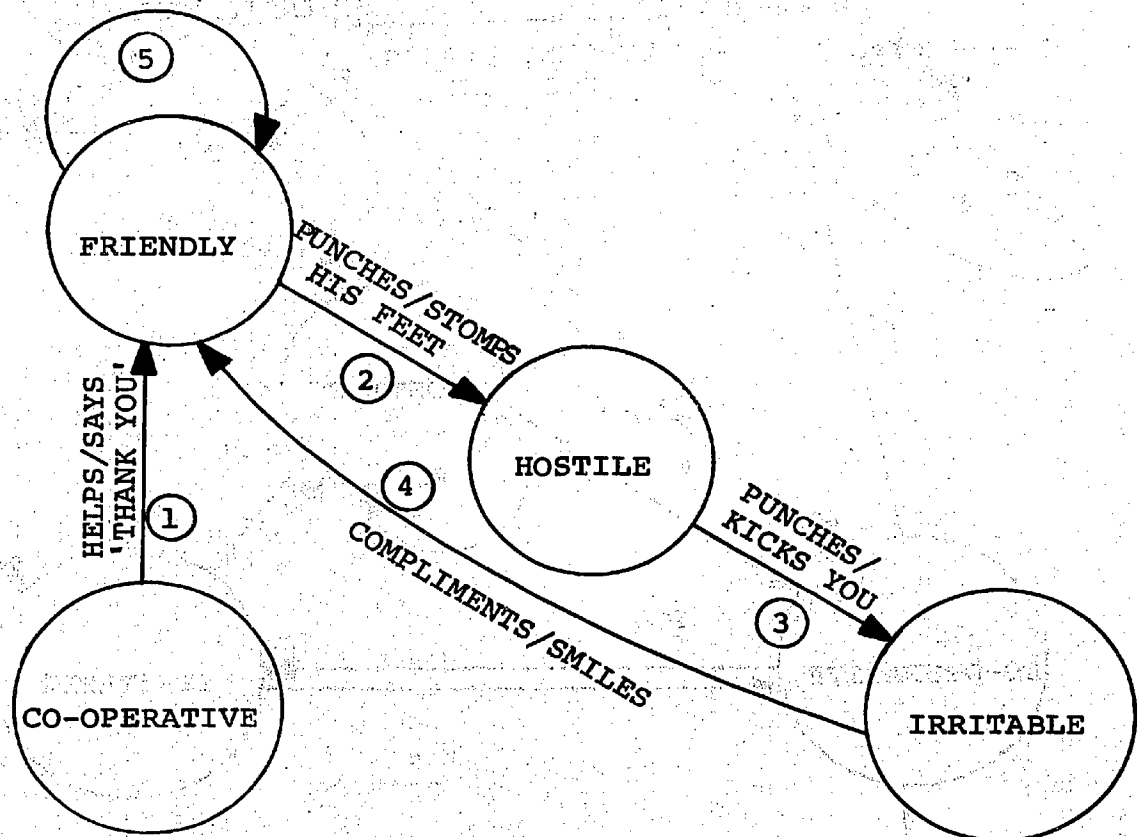 5
FRIENDLY
PUNCHES/STOMPS
HIS FEET
2
HELPS/SAYS
'THANK YOU'
1
HOSTILE
4
COMPLIMENTS/SMILES
PUNCHES/
KICKS YOU
3
CO-OPERATIVE
IRRITABLE